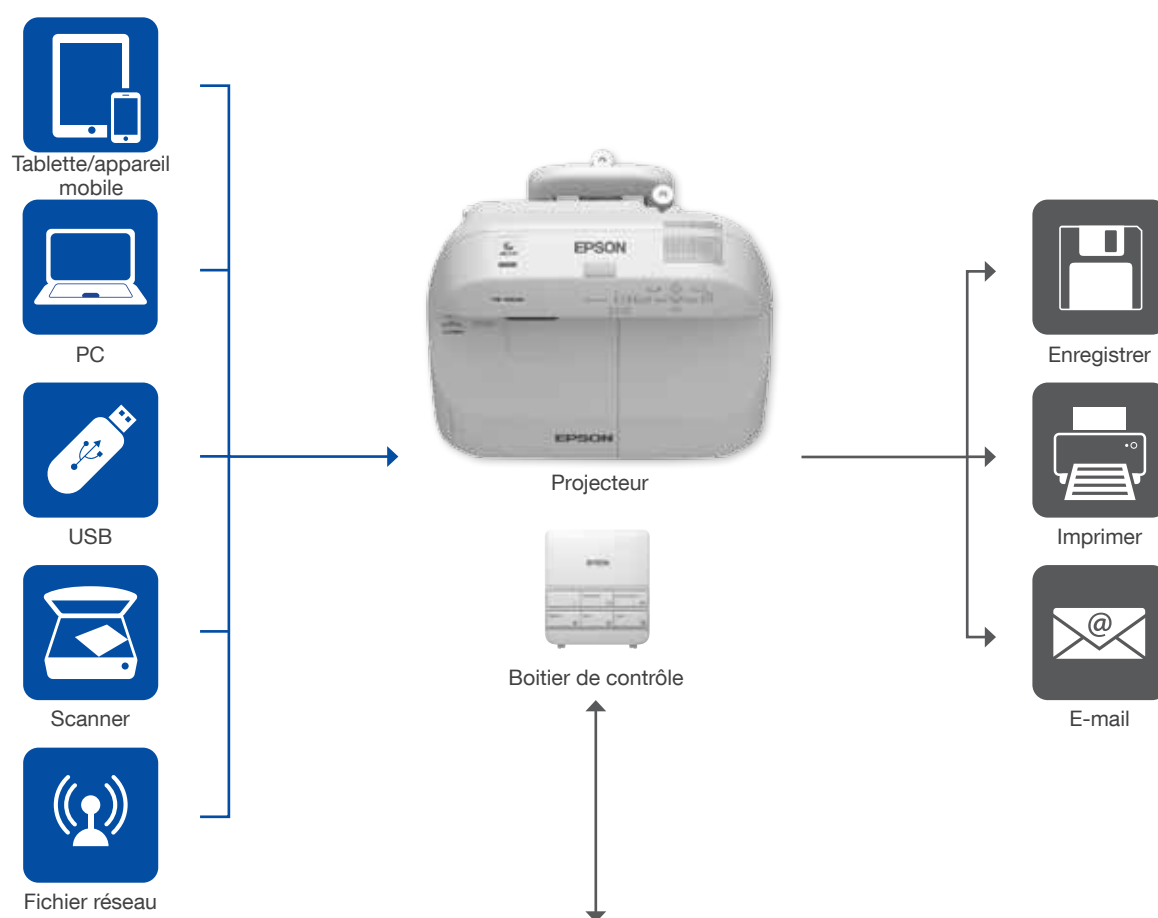 Tablette/appareil
mobile
PC
USB
Scanner
Fichier réseau
EPSON
EPSON
Projecteur
EPSON
Boitier de contrôle
Enregistrer
Imprimer
@
E-mail